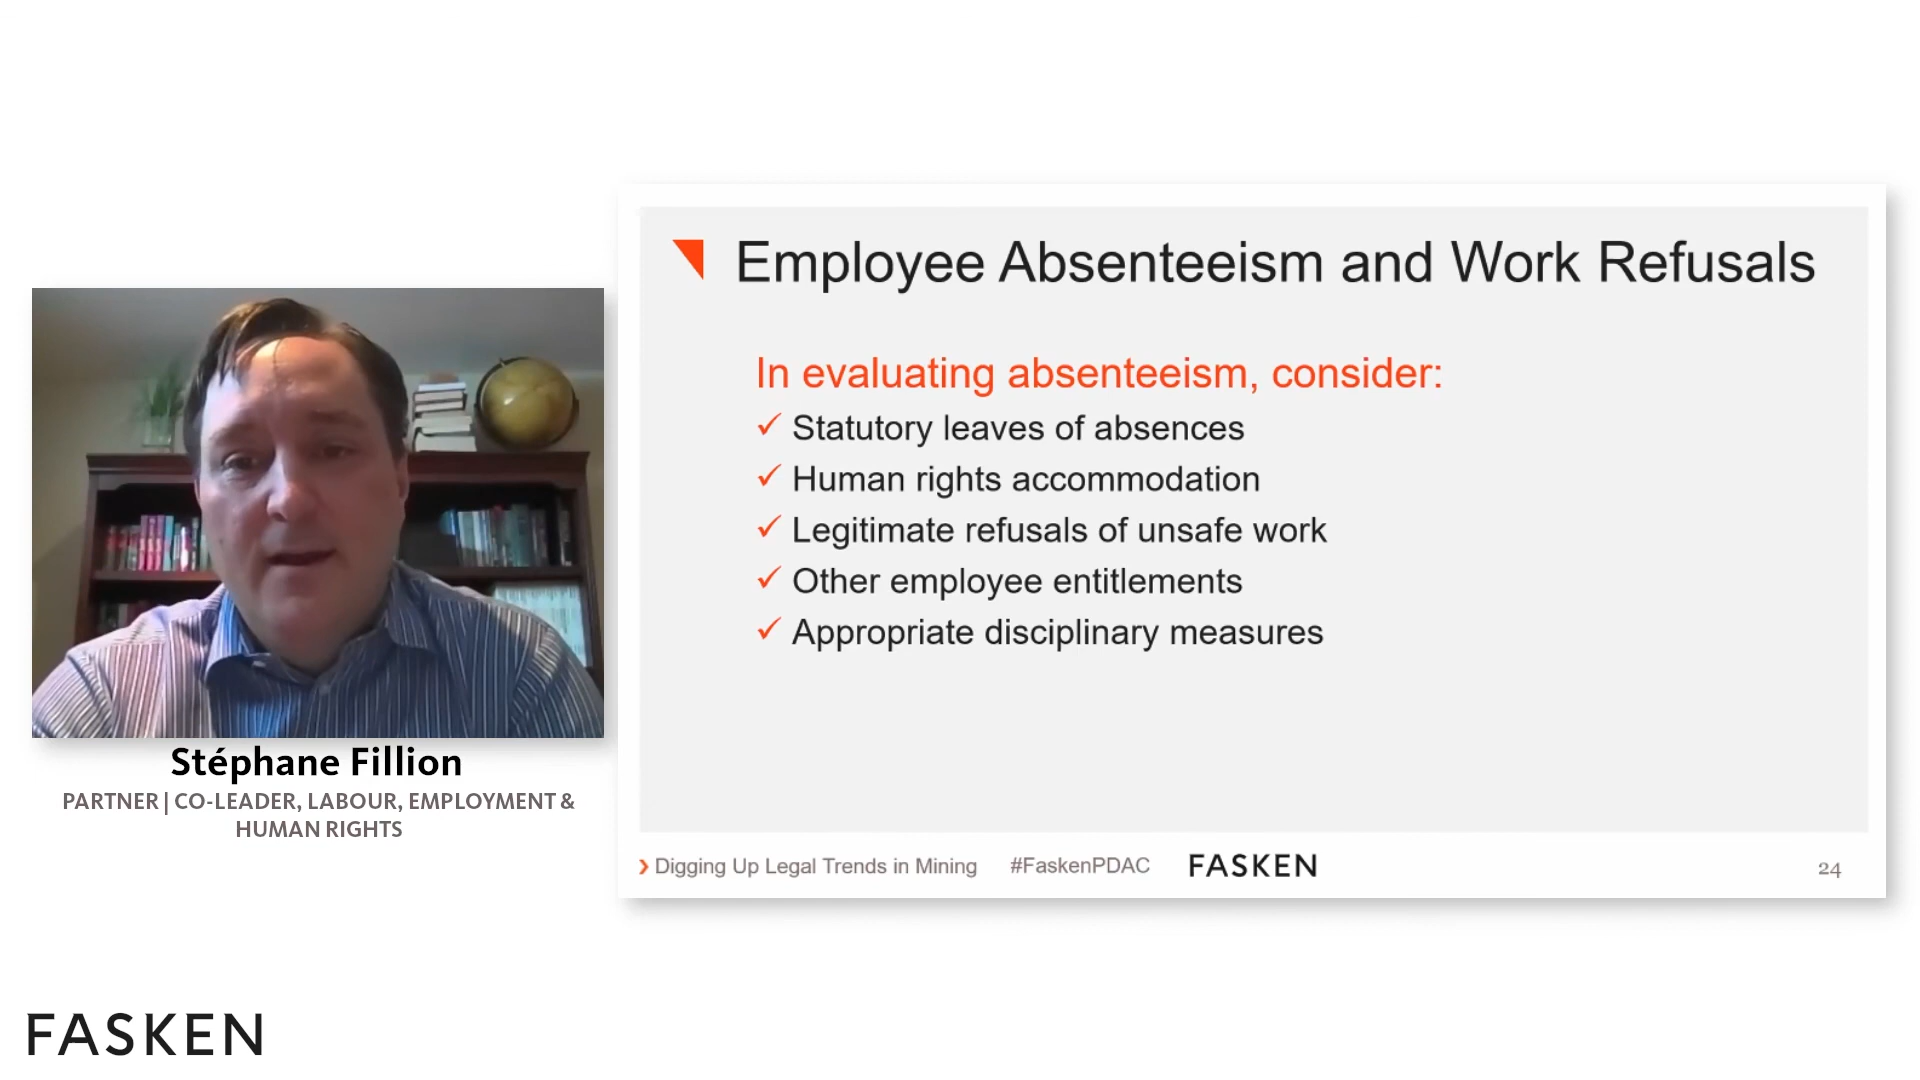 Employee Absenteeism and Work Refusals
In evaluating absenteeism, consider:
✓ Statutory leaves of absences
✓ Human rights accommodation
✓ Legitimate refusals of unsafe work
✓ Other employee entitlements
✓ Appropriate disciplinary measures
Stéphane Fillion
PARTNER | CO-LEADER, LABOUR, EMPLOYMENT &
HUMAN RIGHTS
Digging Up Legal Trends in Mining #FaskenPDAC FASKEN 24
FASKEN